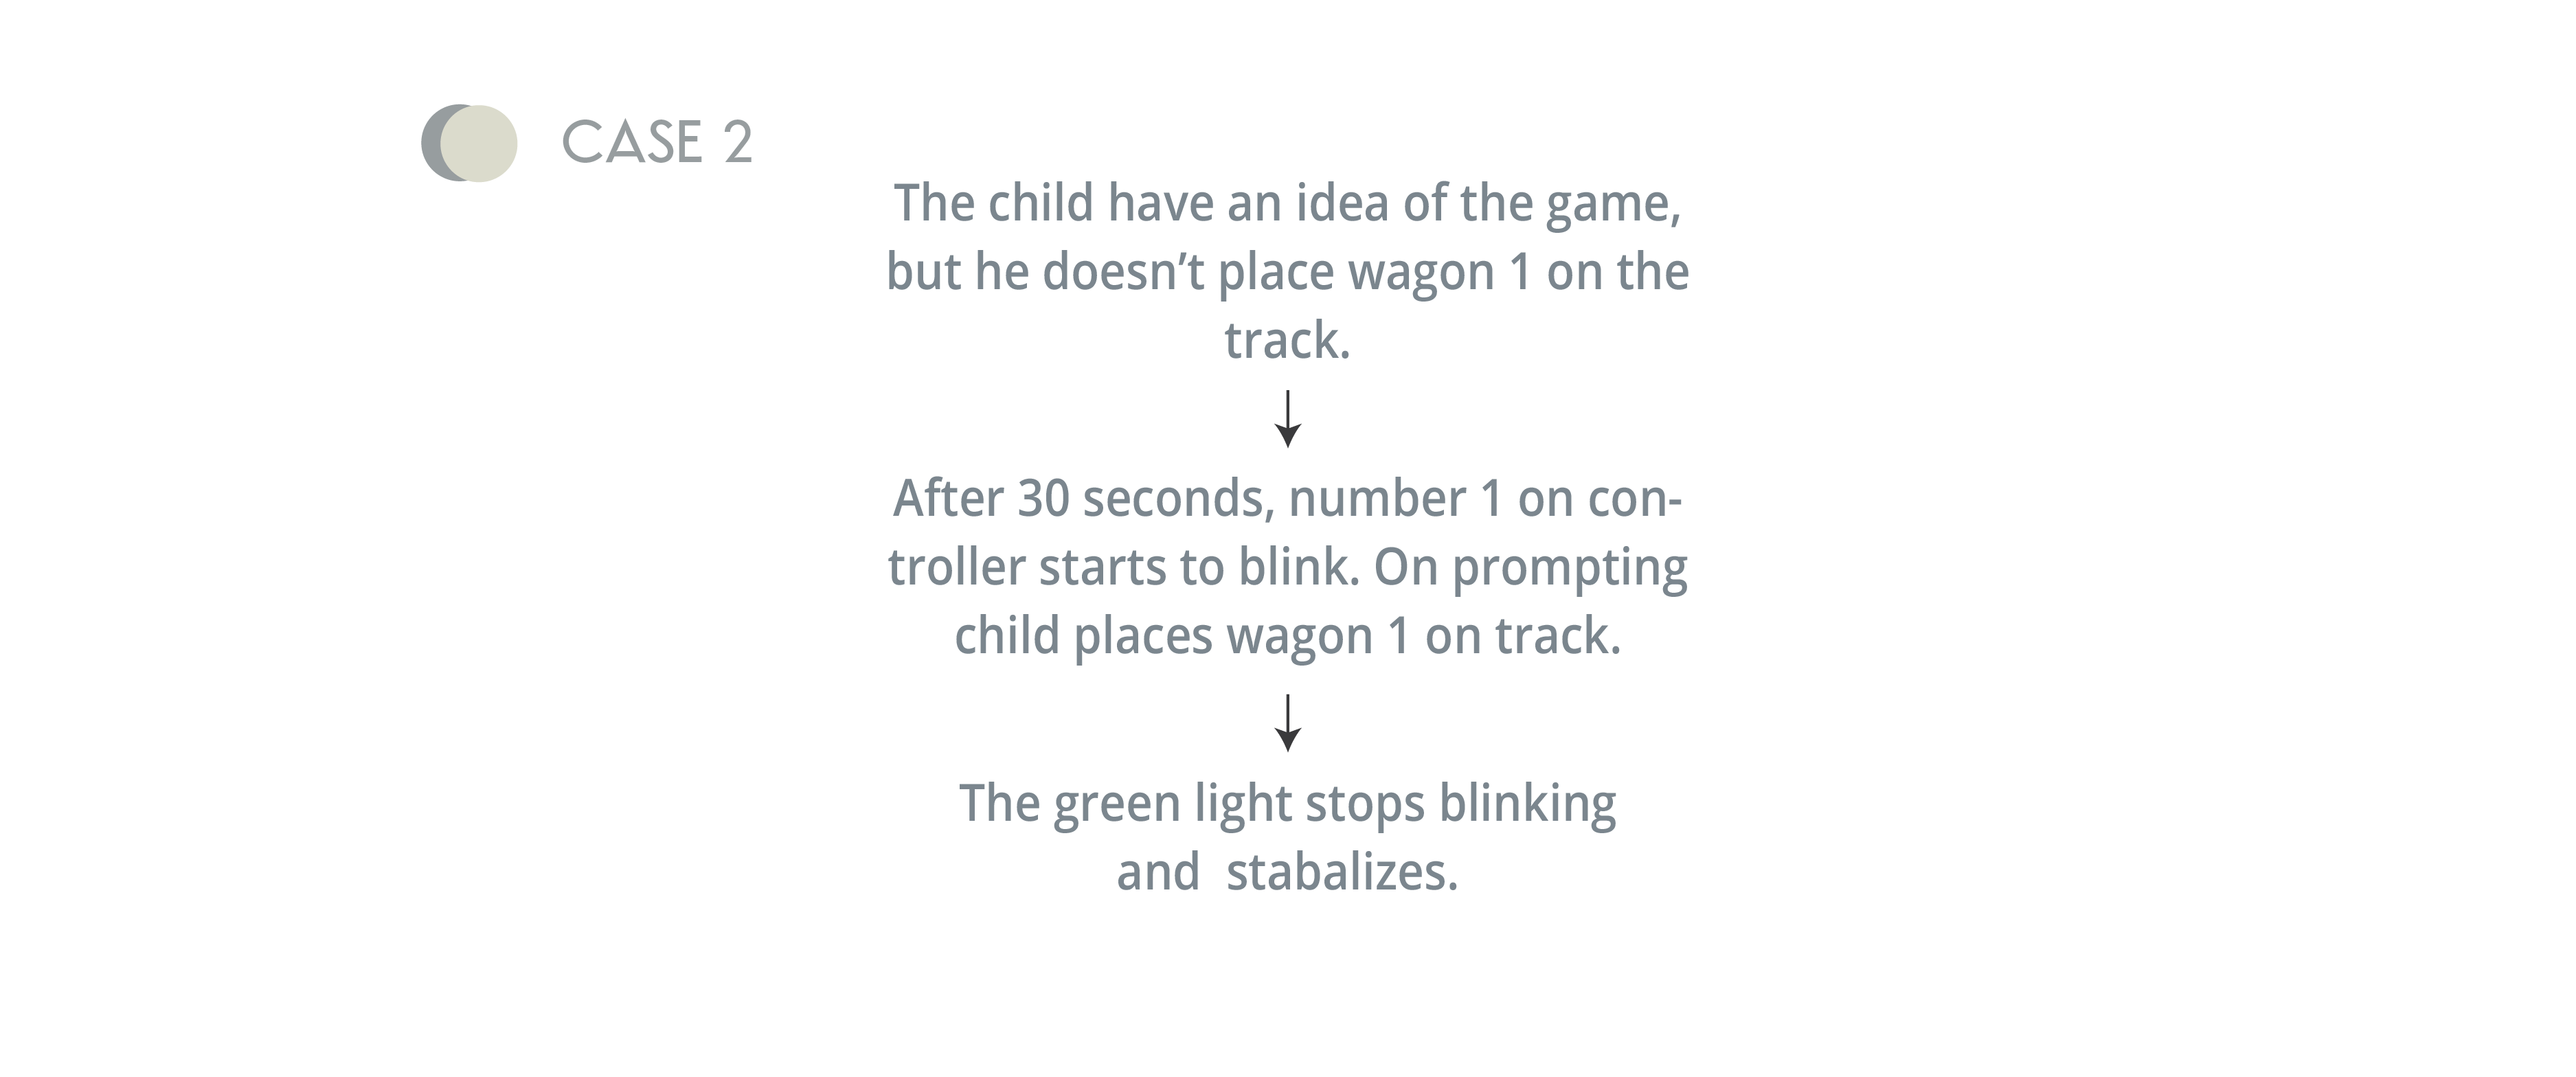 CASE 2
The child have an idea of the game,
but he doesn’t place wagon 1 on the
track.
After 30 seconds, number 1 on con-
troller starts to blink. On prompting
child places wagon 1 on track.
The green light stops blinking
and  stabalizes.